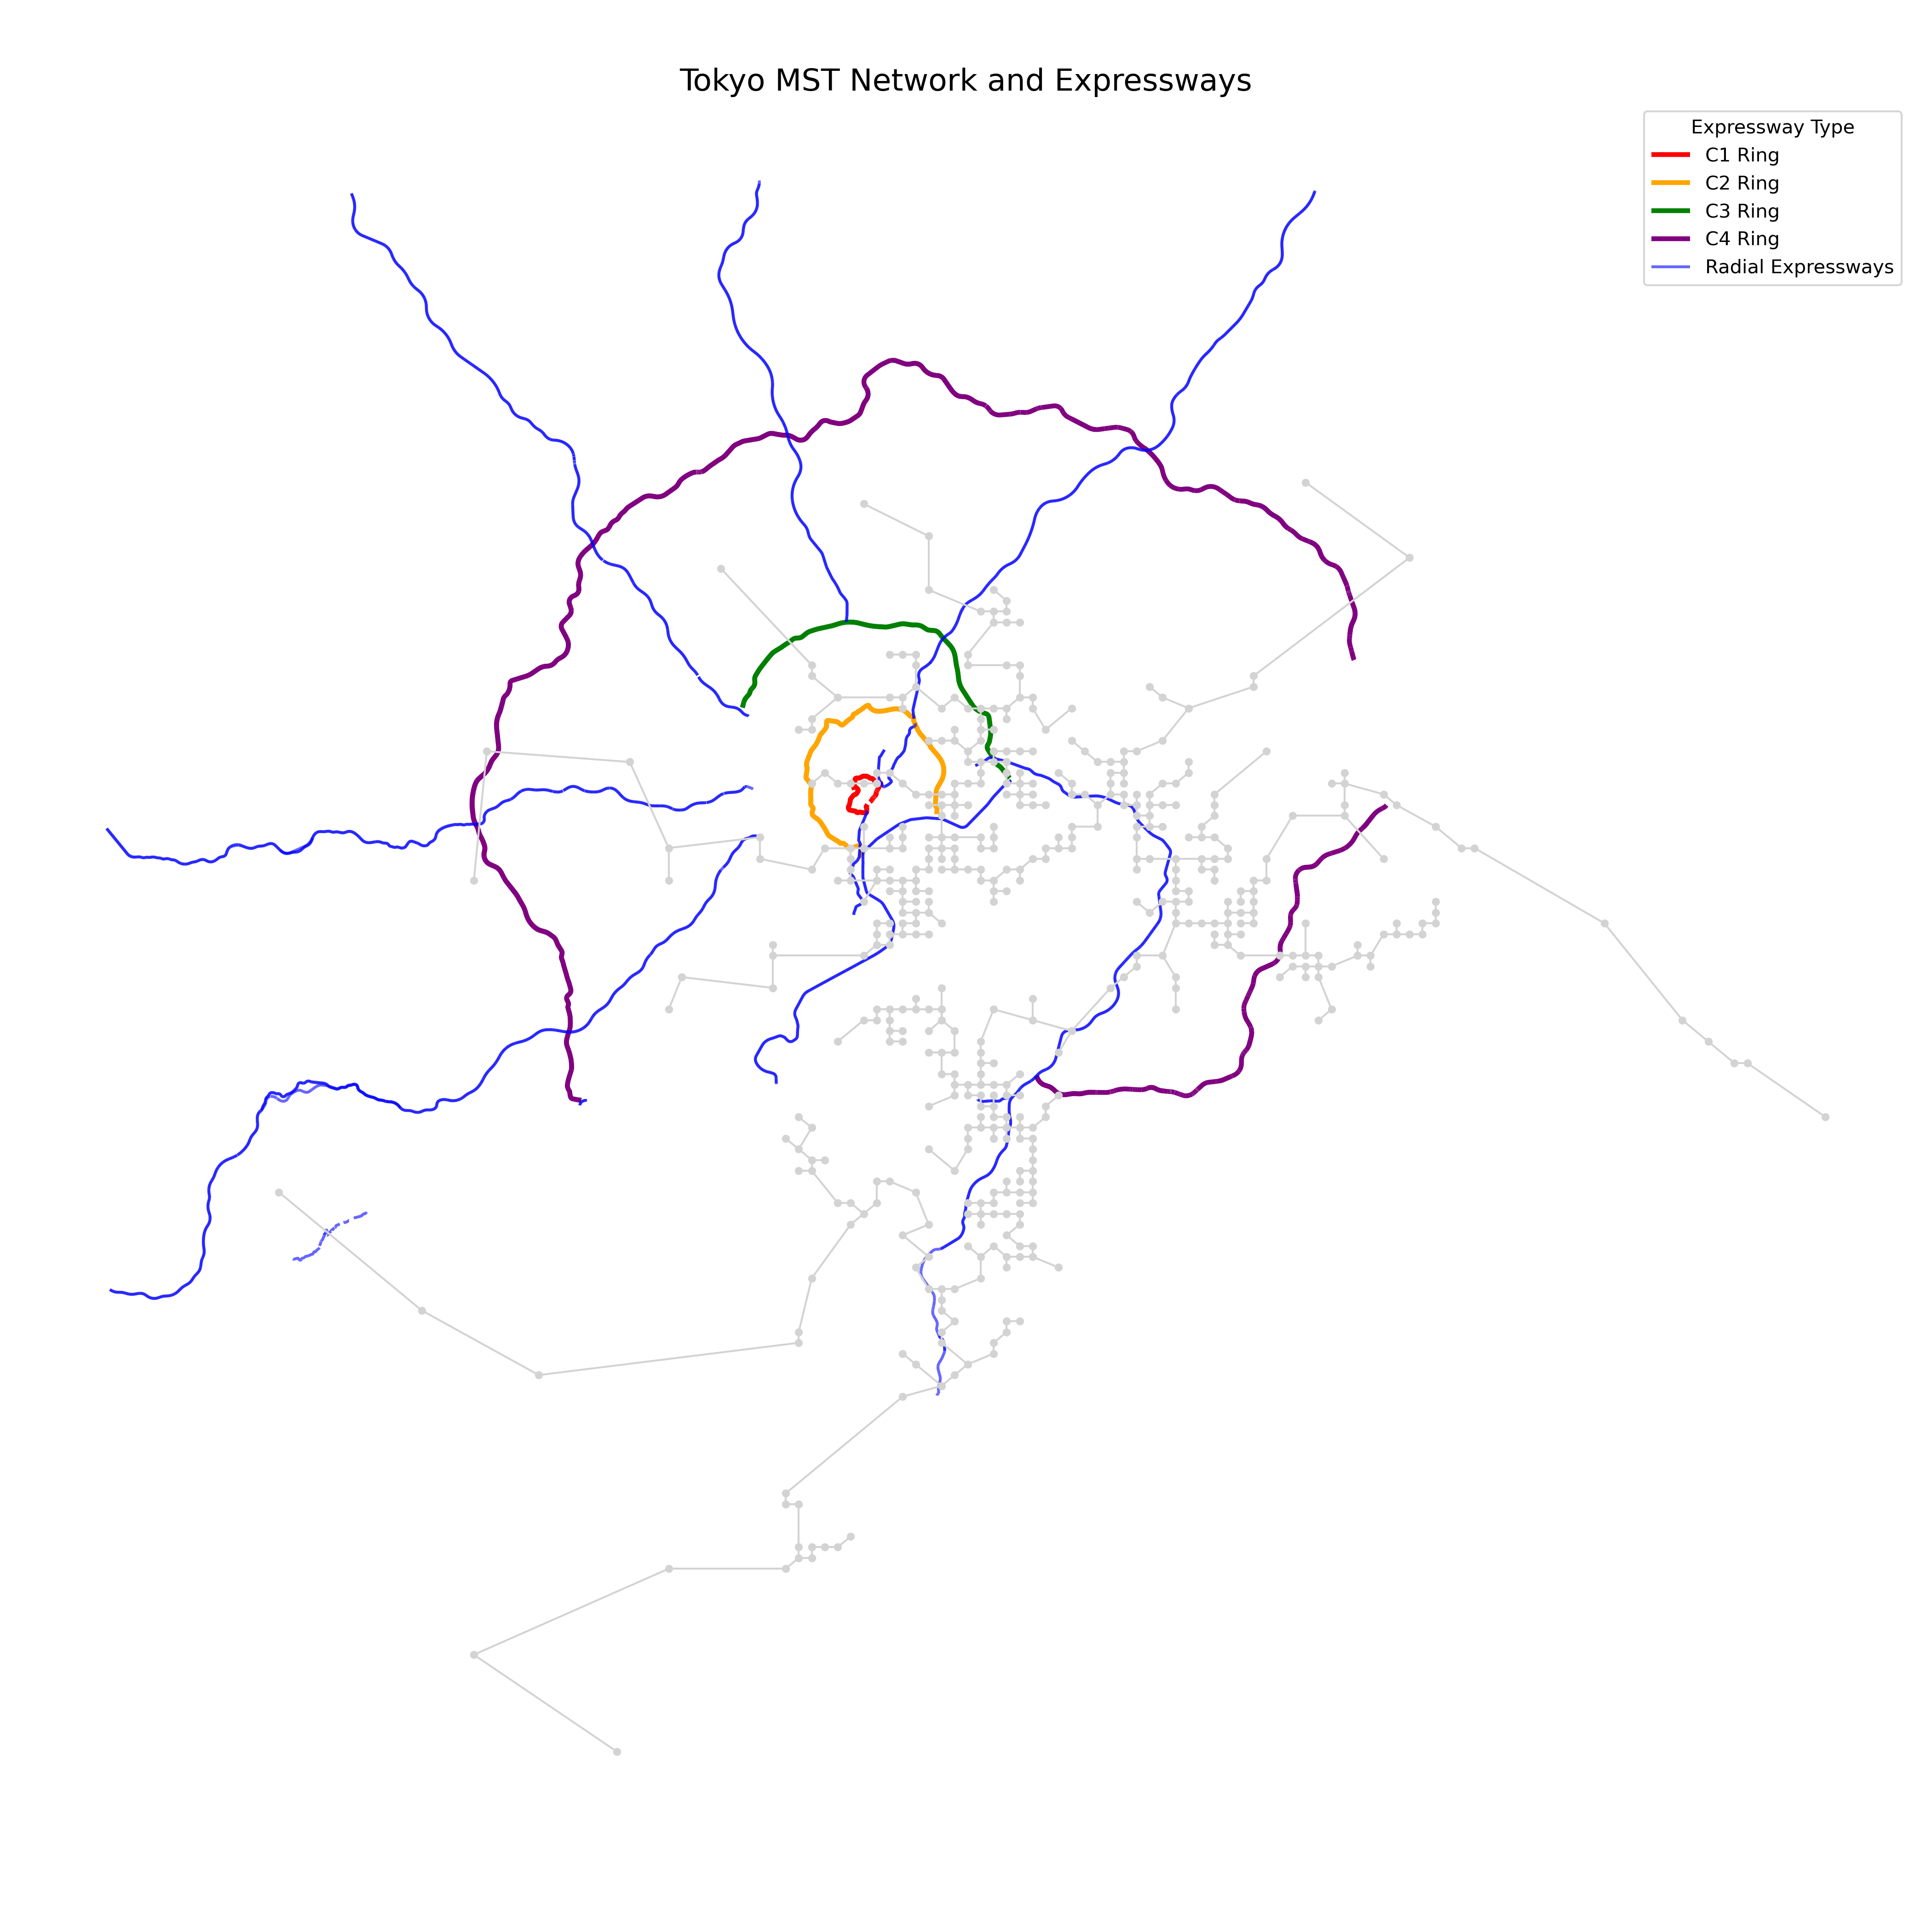 Tokyo MST Network and Expressways
Expressway Type
C1 Ring
C2 Ring
C3 Ring
C4 Ring
Radial Expressways